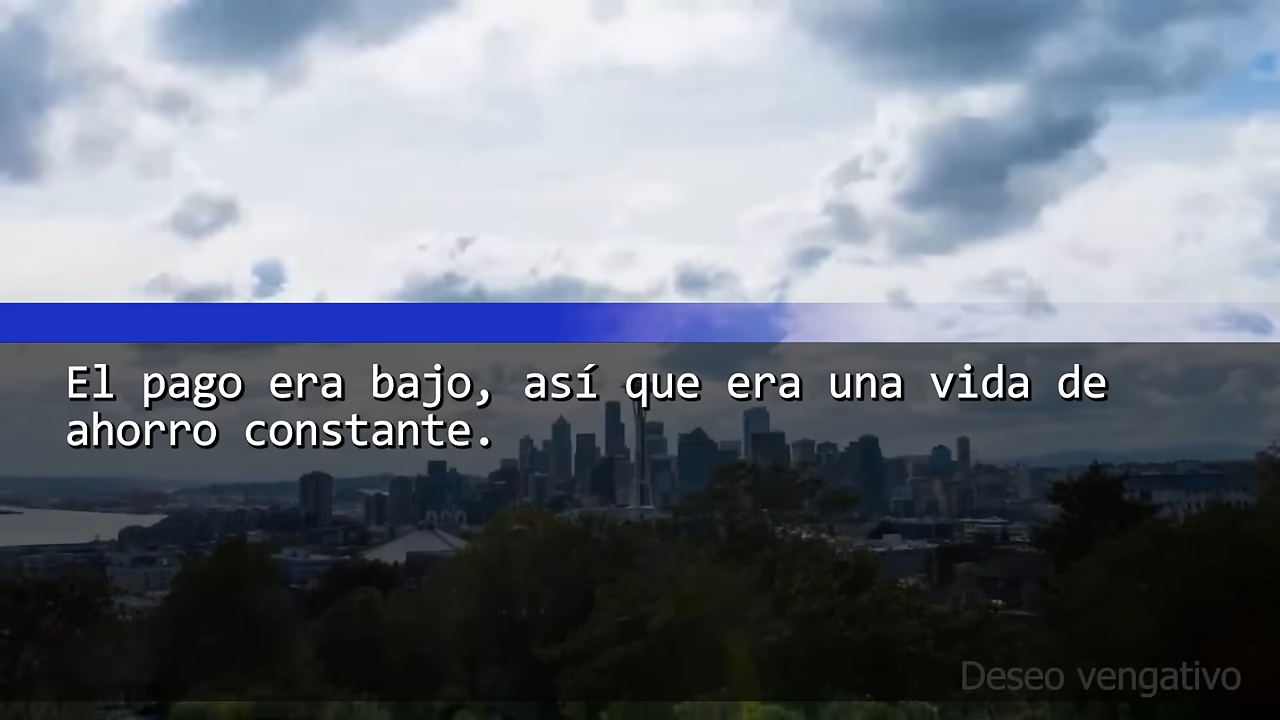 El pago era bajo, así que era una vida de
ahorro constante.
Deseo vengativo